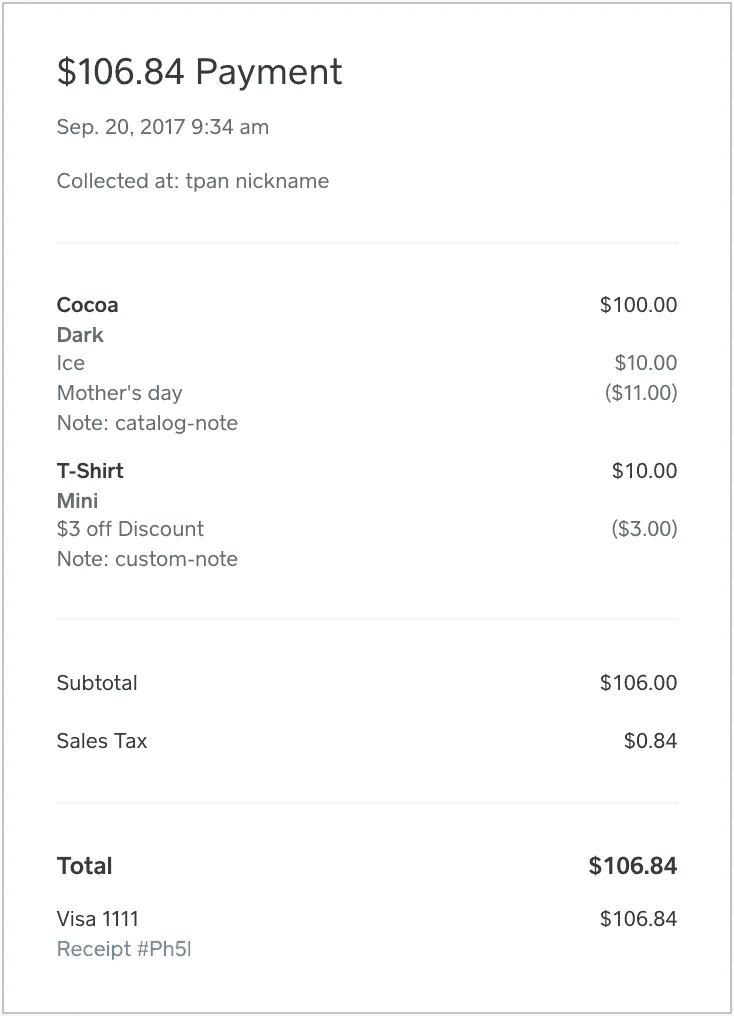 $106.84 Payment
Sep. 20, 2017 9:34 am
Collected at: tpan nickname
Cocoa $100.00
Dark
Ice $10.00
Mother's day ($11.00)
Note: catalog-note
T-Shirt $10.00
Mini
$3 off Discount ($3.00)
Note: custom-note
Subtotal $106.00
Sales Tax $0.84
Total $106.84
Visa 1111 $106.84
Receipt #Ph5l